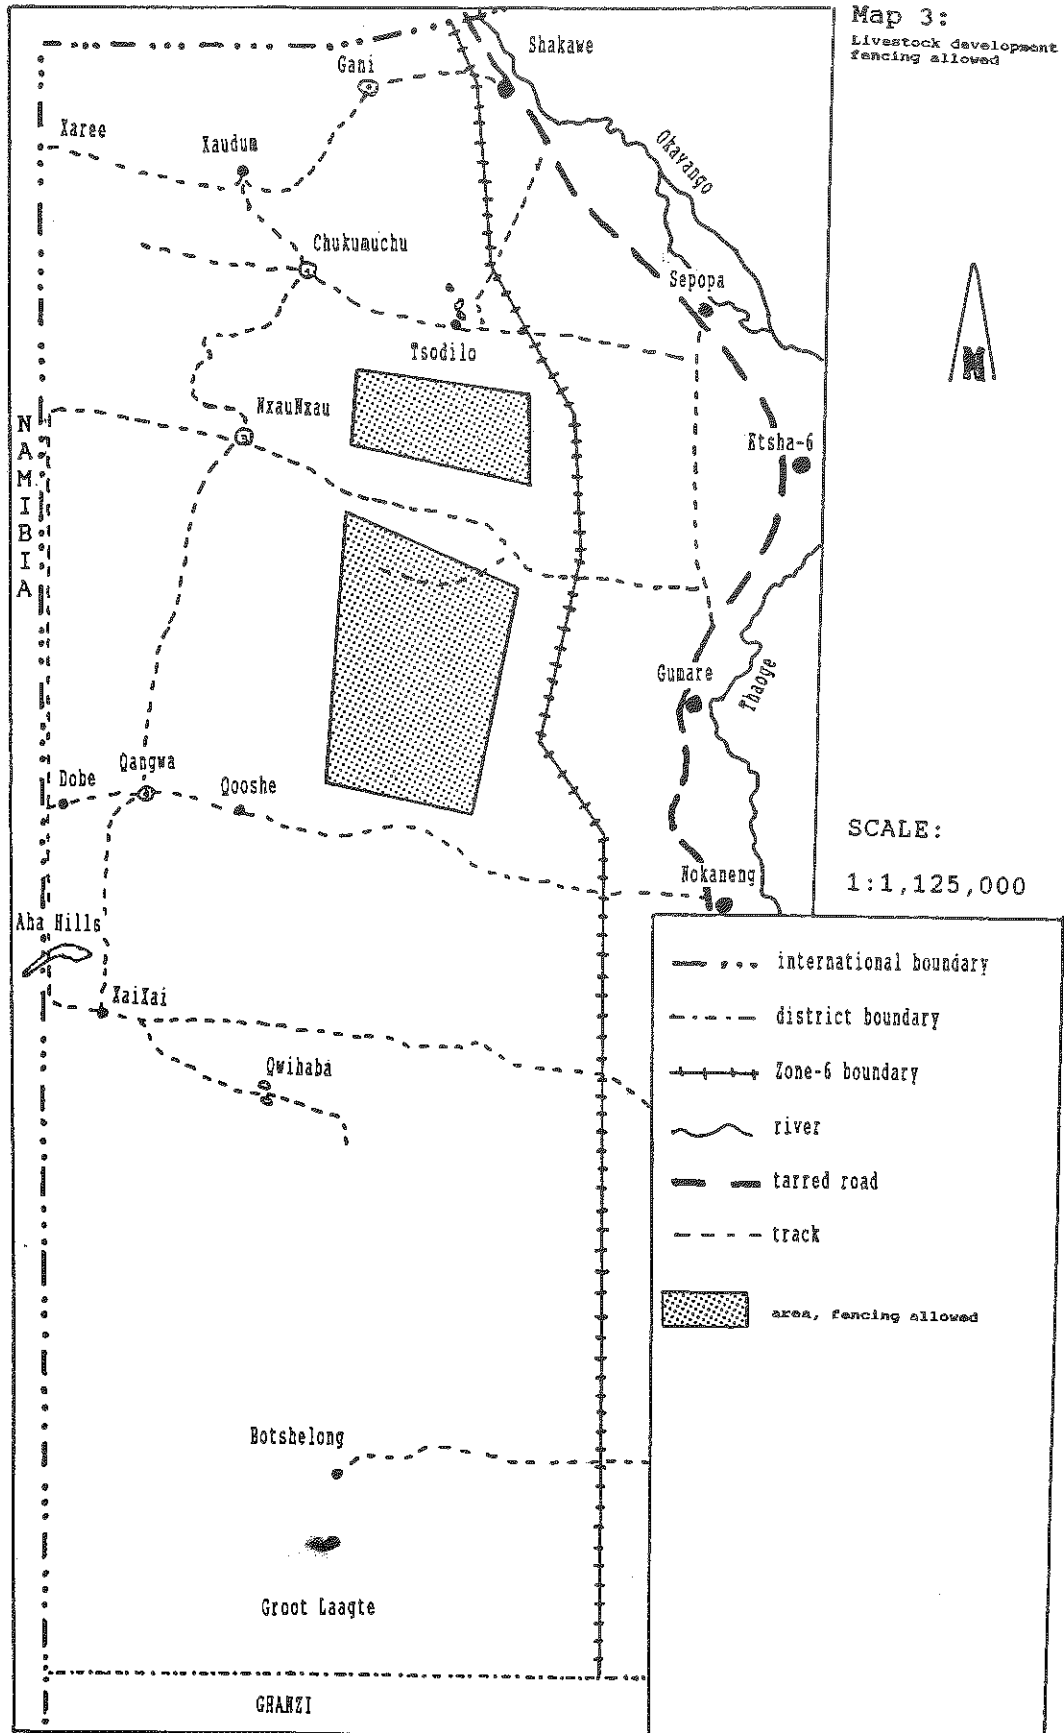 Map 3:
Livestock development
fencing allowed
Shakawe
Gani
Xaree
Xaudum
Okavango
Chukumuchu
Sepopa
Tsodilo
N
NxauNxau
NAMIBIA
Etsha-6
Gumare
Thaoge
Dobe
Qangwa
Qooshe
SCALE:
1:1,125,000
Nokaneng
Aha Hills
XaiXai
Qwihaba
international boundary
district boundary
Zone-6 boundary
river
tarred road
track
area, fencing allowed
Botshelong
Groot Laagte
GHANZI